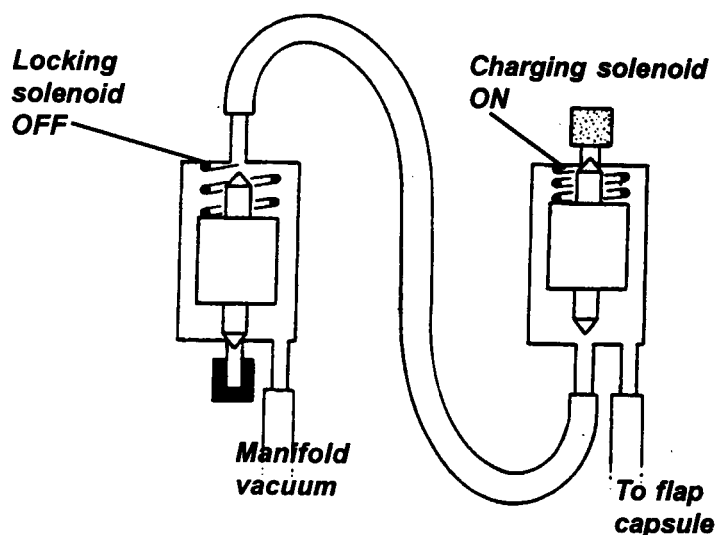 Locking
solenoid
OFF
Charging solenoid
ON
Manifold
vacuum
To flap
capsule